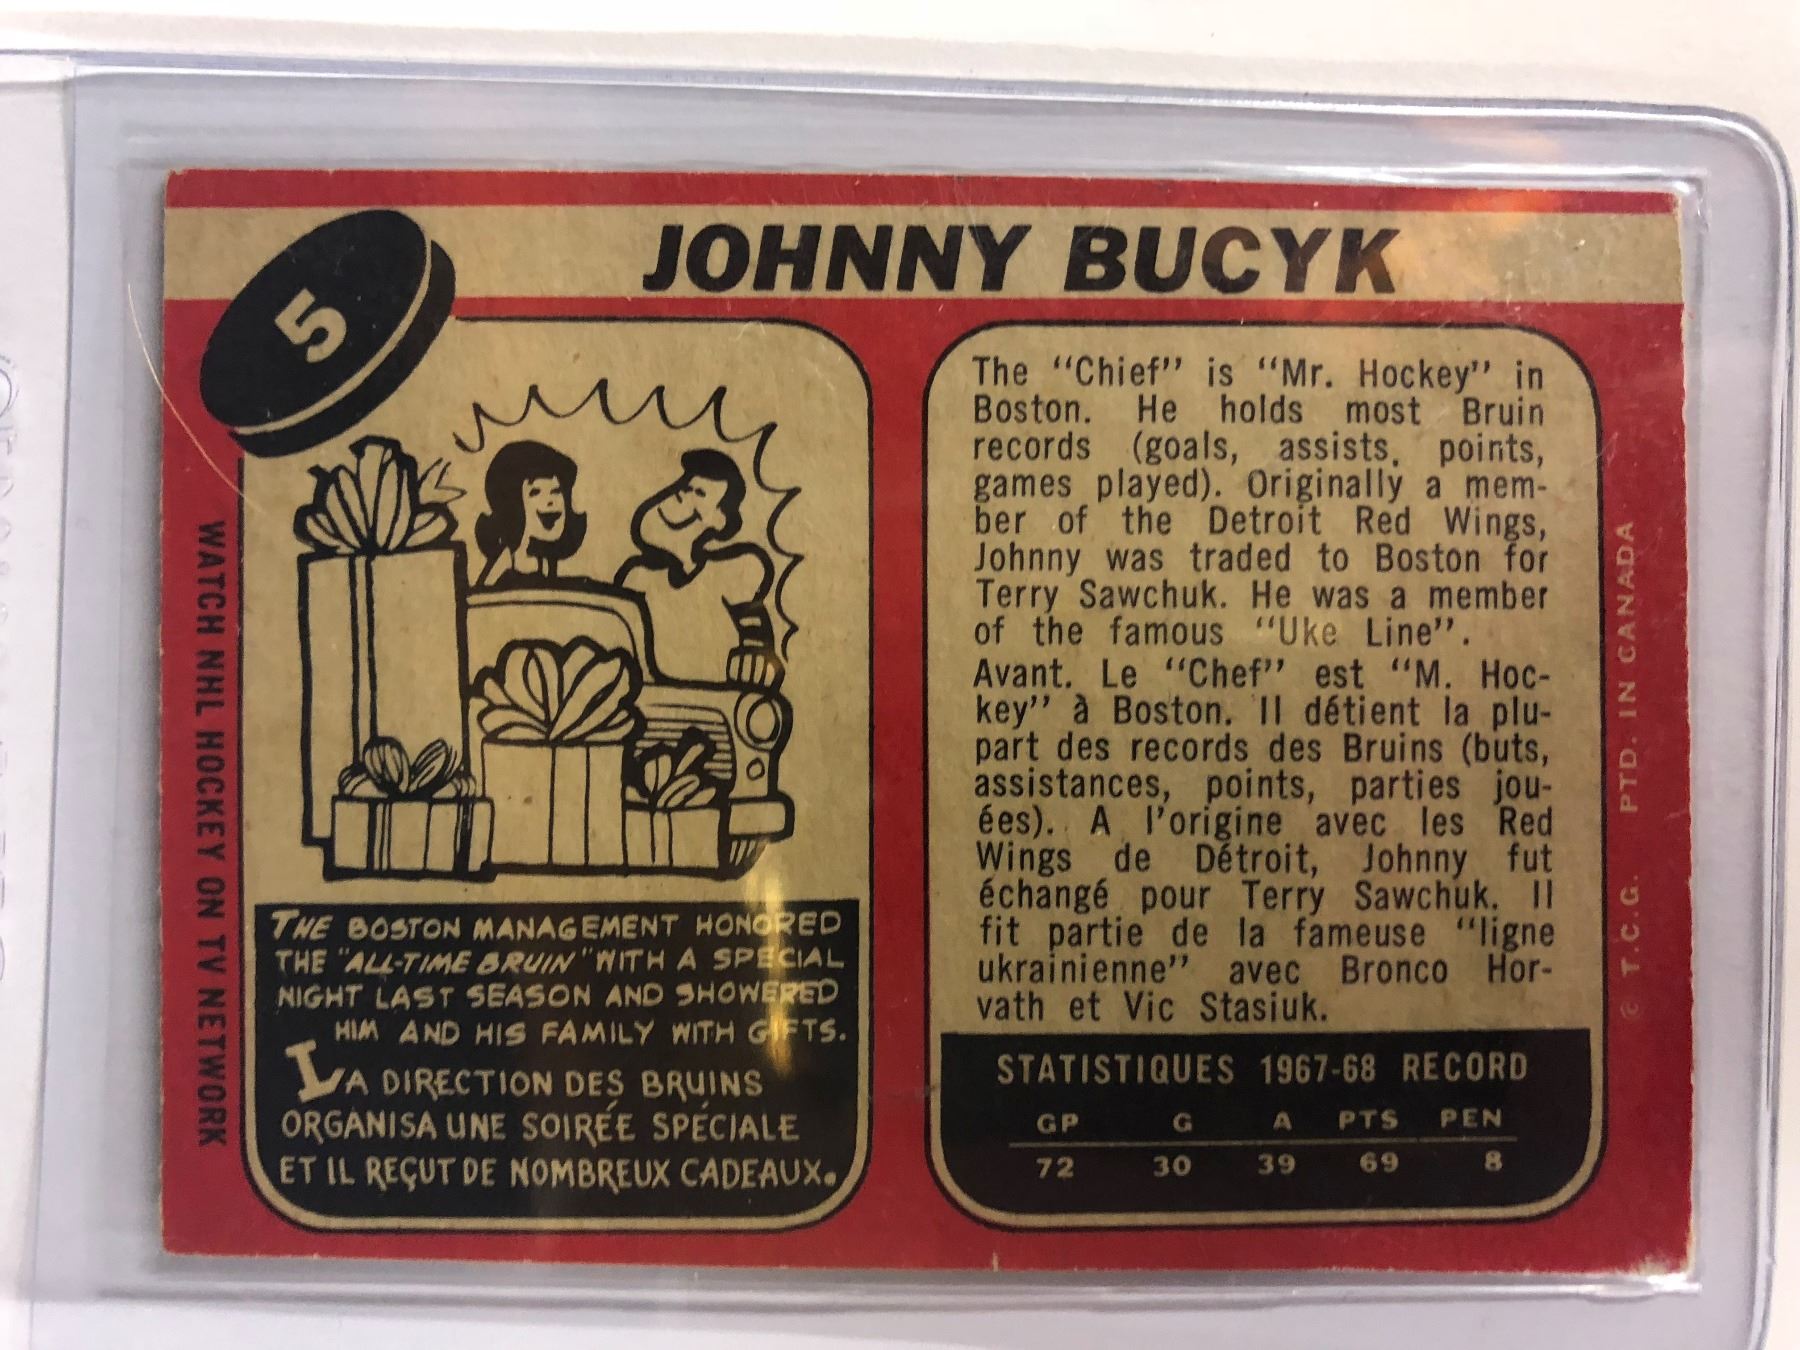 5
JOHNNY BUCYK
WATCH NHL HOCKEY ON TV NETWORK
THE BOSTON MANAGEMENT HONORED
THE "ALL-TIME BRUIN" WITH A SPECIAL
NIGHT LAST SEASON AND SHOWERED
HIM AND HIS FAMILY WITH GIFTS.
LA DIRECTION DES BRUINS
ORGANISA UNE SOIRÉE SPÉCIALE
ET IL REÇUT DE NOMBREUX CADEAUX.
The "Chief" is "Mr. Hockey" in
Boston. He holds most Bruin
records (goals, assists, points,
games played). Originally a mem-
ber of the Detroit Red Wings,
Johnny was traded to Boston for
Terry Sawchuk. He was a member
of the famous "Uke Line".
Avant. Le "Chef" est "M. Hoc-
key" à Boston. Il détient la plu-
part des records des Bruins (buts,
assistances, points, parties jou-
ées). A l'origine avec les Red
Wings de Détroit, Johnny fut
échangé pour Terry Sawchuk. Il
fit partie de la fameuse "ligne
ukrainienne" avec Bronco Hor-
vath et Vic Stasiuk.
STATISTIQUES 1967-68 RECORD
GP G A PTS PEN
72 30 39 69 8
© T.C.G. PTD. IN CANADA